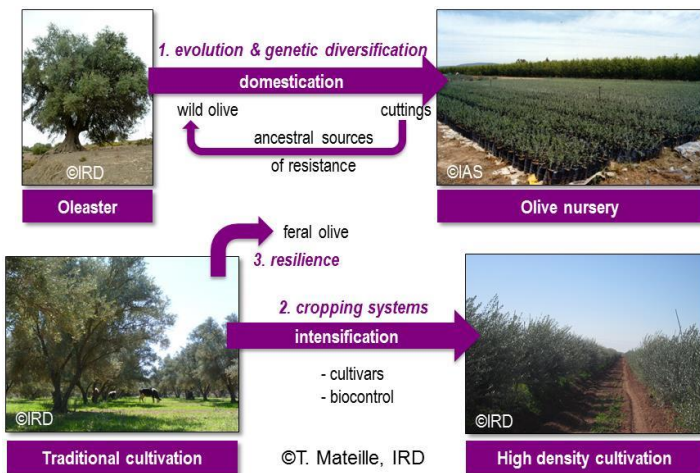 1. evolution & genetic diversification
domestication
wild olive
cuttings
ancestral sources
of resistance
©IRD
©IAS
Oleaster
Olive nursery
feral olive
3. resilience
2. cropping systems
intensification
- cultivars
- biocontrol
©IRD
©IRD
Traditional cultivation
©T. Mateille, IRD
High density cultivation